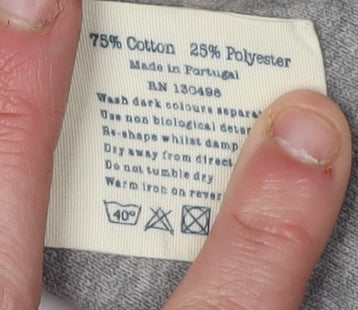 75% Cotton 25% Polyester
Made in Portugal
RN 130498
Wash dark colours separa
Use non biological deter
Re-shape whilst damp
Dry away from direct
Do not tumble dry
Warm iron on rever
40°